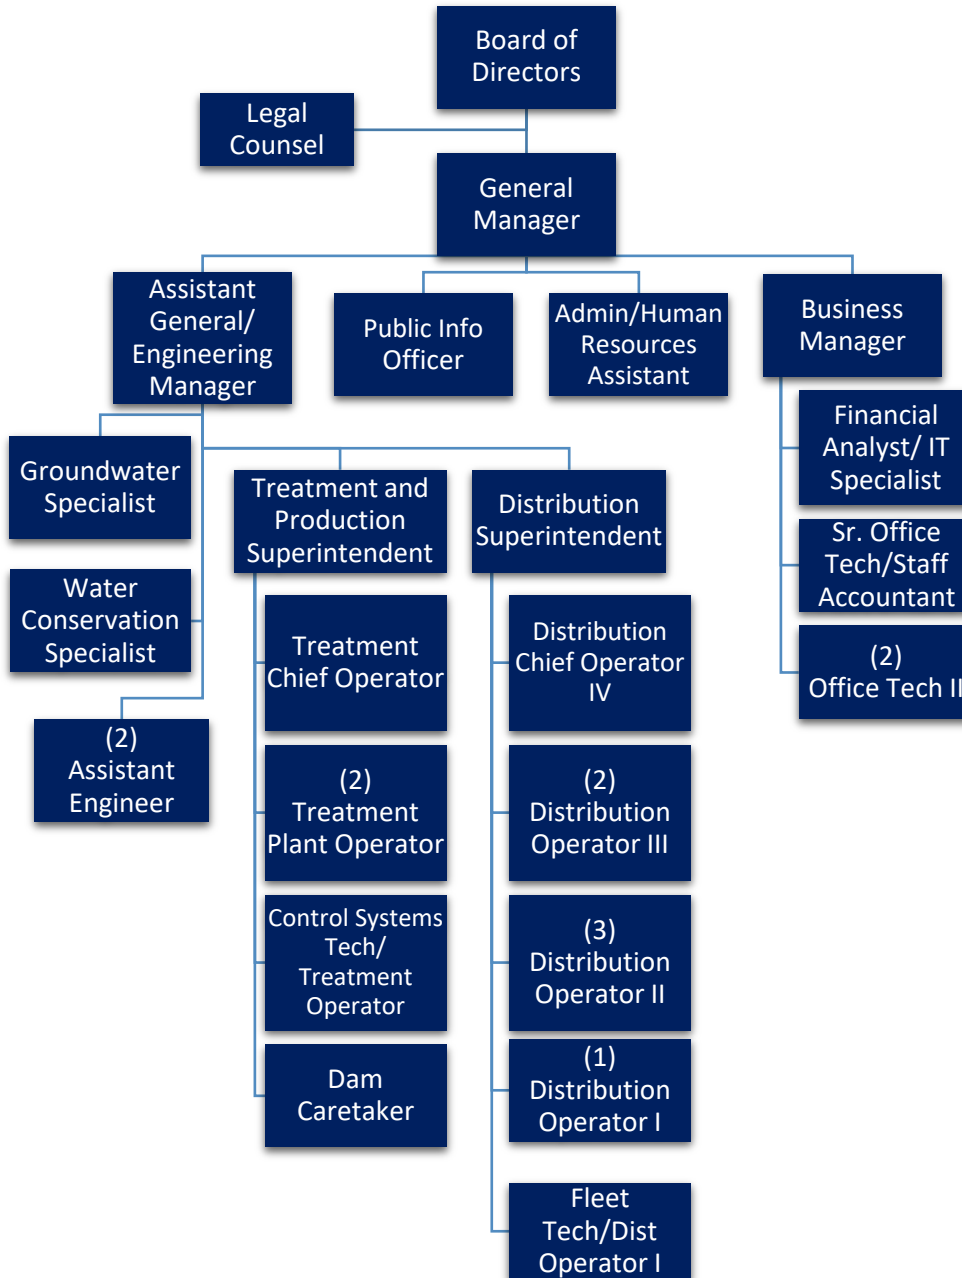 Board of
Directors
Legal
Counsel
General
Manager
Assistant
General/
Engineering
Manager
Public Info
Officer
Admin/Human
Resources
Assistant
Business
Manager
Groundwater
Specialist
Water
Conservation
Specialist
(2)
Assistant
Engineer
Treatment and
Production
Superintendent
Treatment
Chief Operator
(2)
Treatment
Plant Operator
Control Systems
Tech/
Treatment
Operator
Dam
Caretaker
Distribution
Superintendent
Distribution
Chief Operator
IV
(2)
Distribution
Operator III
(3)
Distribution
Operator II
(1)
Distribution
Operator I
Fleet
Tech/Dist
Operator I
Financial
Analyst/ IT
Specialist
Sr. Office
Tech/Staff
Accountant
(2)
Office Tech II